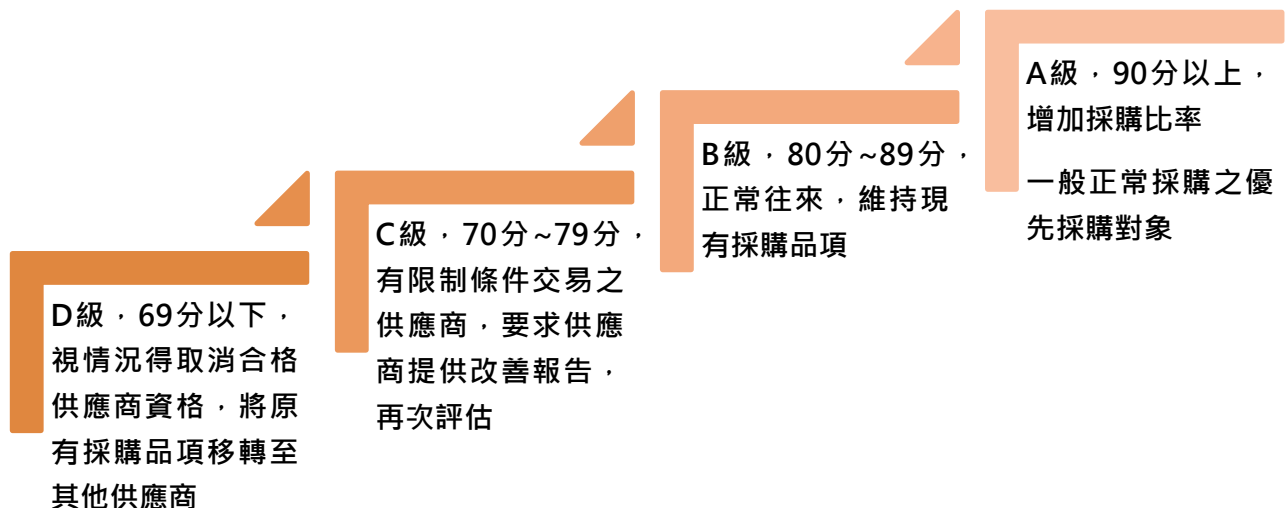 A級，90分以上，
增加採購比率
一般正常採購之優
先採購對象
B級，80分~89分，
正常往來，維持現
有採購品項
C級，70分~79分，
有限制條件交易之
供應商，要求供應
商提供改善報告，
再次評估
D級，69分以下，
視情況得取消合格
供應商資格，將原
有採購品項移轉至
其他供應商